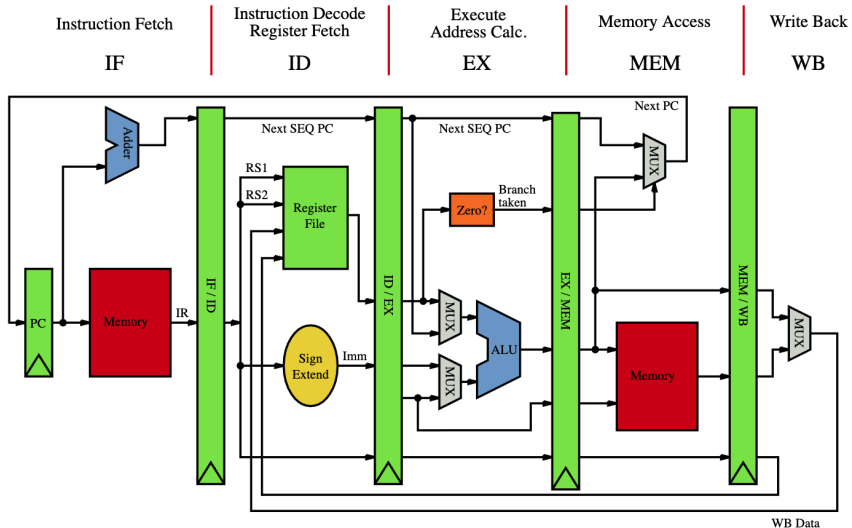 Instruction Fetch
Instruction Decode
Register Fetch
Execute
Address Calc.
Memory Access
Write Back
IF
ID
EX
MEM
WB
Next PC
Adder
Next SEQ PC
Next SEQ PC
MUX
RS1
RS2
Register
File
Zero?
Branch
taken
PC
Memory
IR
IF / ID
ID / EX
EX / MEM
MEM / WB
MUX
MUX
ALU
MUX
Sign
Extend
Imm
Memory
WB Data